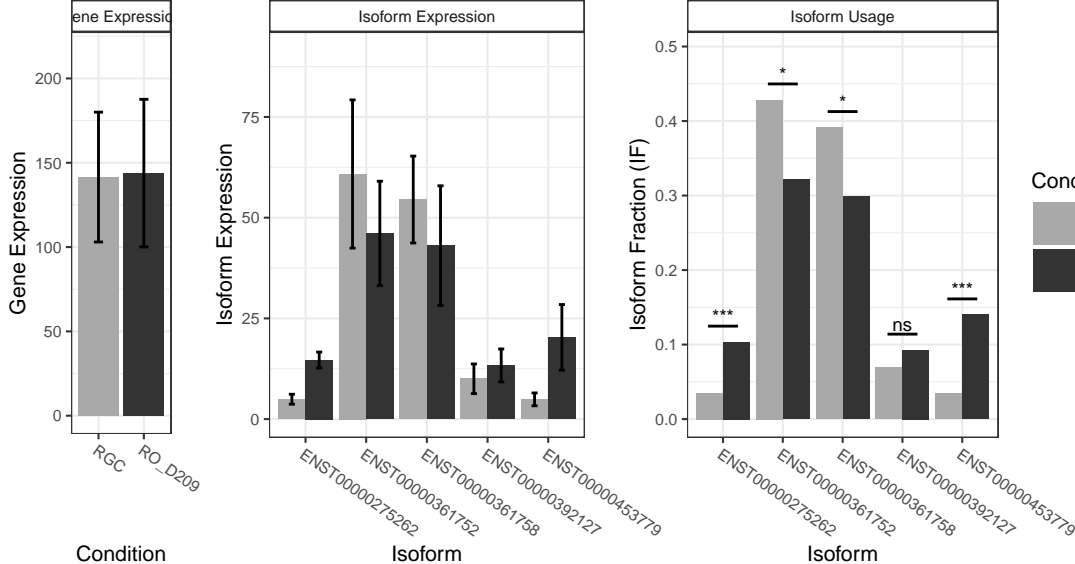 ene Expressio
Isoform Expression
Isoform Usage
Gene Expression
200
150
100
50
0
RGC
RO_D209
Condition
Isoform Expression
75
50
25
0
ENST00000275262
ENST00000361752
ENST00000361758
ENST00000392127
ENST00000453779
Isoform
Isoform Fraction (IF)
0.5
0.4
0.3
0.2
0.1
0.0
***
*
*
ns
***
ENST00000275262
ENST00000361752
ENST00000361758
ENST00000392127
ENST00000453779
Isoform
Cond